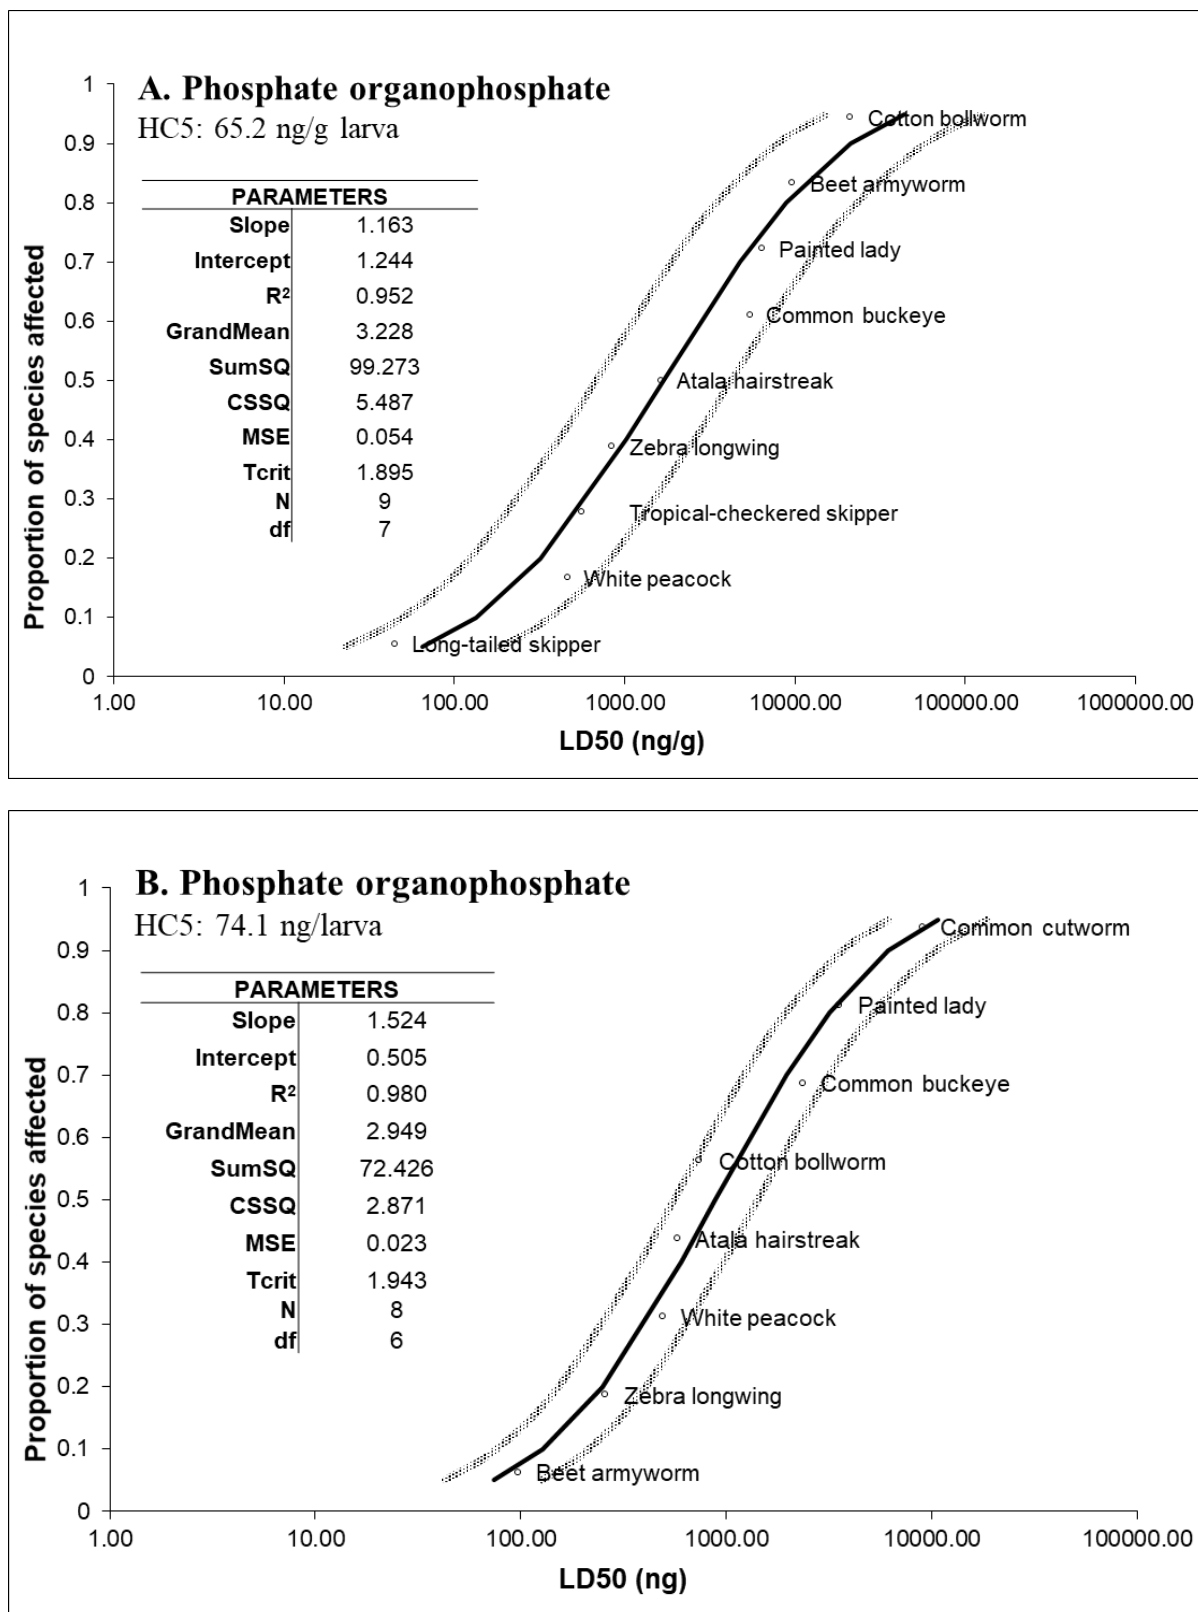 A. Phosphate organophosphate
HC5: 65.2 ng/g larva
PARAMETERS
Slope 1.163
Intercept 1.244
R² 0.952
GrandMean 3.228
SumSQ 99.273
CSSQ 5.487
MSE 0.054
Tcrit 1.895
N 9
df 7
Proportion of species affected
1
0.9
0.8
0.7
0.6
0.5
0.4
0.3
0.2
0.1
0
Cotton bollworm
Beet armyworm
Painted lady
Common buckeye
Atala hairstreak
Zebra longwing
Tropical-checkered skipper
White peacock
Long-tailed skipper
1.00 10.00 100.00 1000.00 10000.00 100000.00 1000000.00
LD50 (ng/g)
B. Phosphate organophosphate
HC5: 74.1 ng/larva
PARAMETERS
Slope 1.524
Intercept 0.505
R² 0.980
GrandMean 2.949
SumSQ 72.426
CSSQ 2.871
MSE 0.023
Tcrit 1.943
N 8
df 6
Proportion of species affected
1
0.9
0.8
0.7
0.6
0.5
0.4
0.3
0.2
0.1
0
Common cutworm
Painted lady
Common buckeye
Cotton bollworm
Atala hairstreak
White peacock
Zebra longwing
Beet armyworm
1.00 10.00 100.00 1000.00 10000.00 100000.00
LD50 (ng)